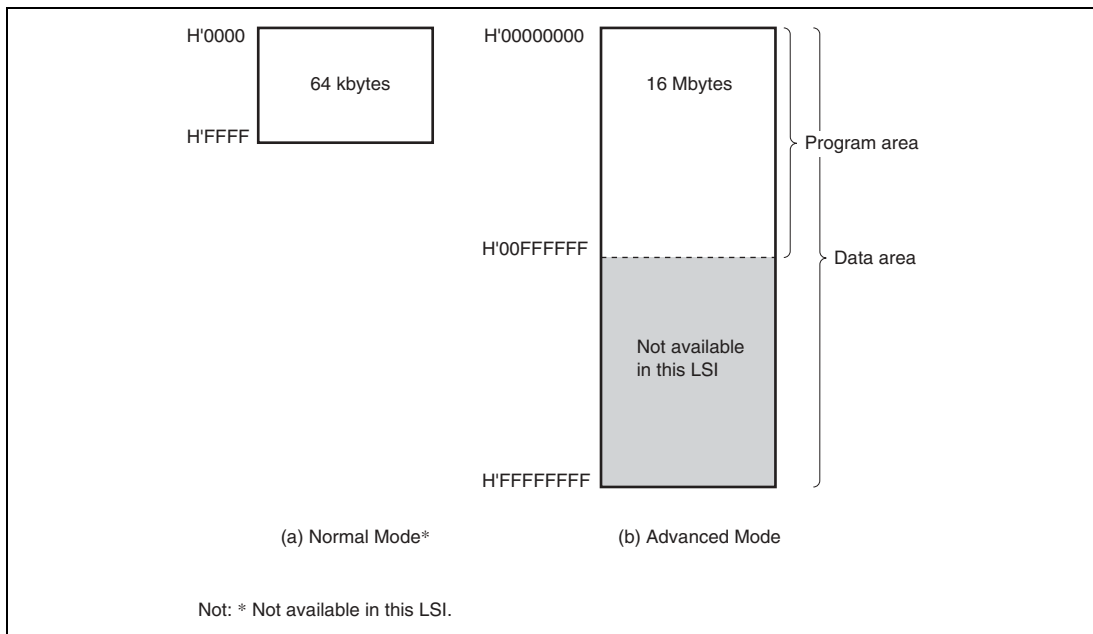 H'0000
64 kbytes
H'FFFF
(a) Normal Mode*
H'00000000
16 Mbytes
Program area
H'00FFFFFF
Data area
Not available
in this LSI
H'FFFFFFFF
(b) Advanced Mode
Not: * Not available in this LSI.